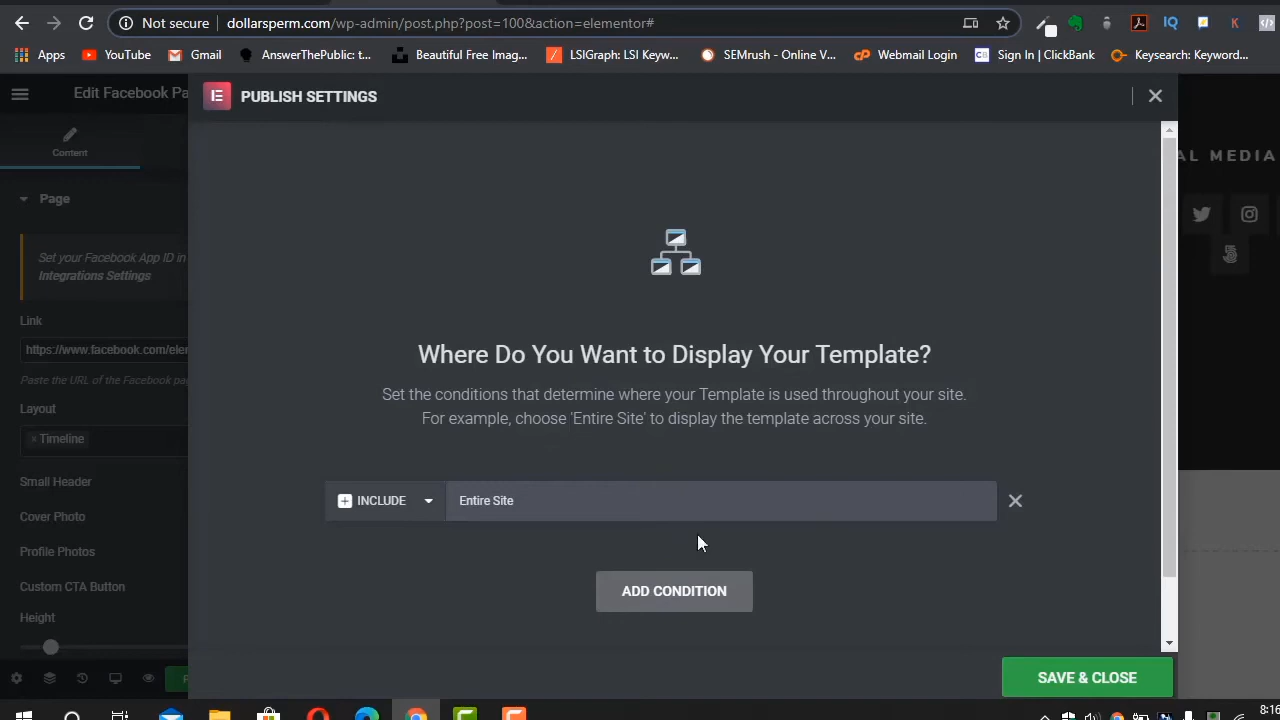 Not secure dollarsperm.com/wp-admin/post.php?post=100&action=elementor#
Apps YouTube Gmail AnswerThePublic: t... Beautiful Free Imag... LSIGraph: LSI Keyw... SEMrush - Online V... Webmail Login Sign In | ClickBank Keysearch: Keyword...
Edit Facebook Pa
PUBLISH SETTINGS
Content
AL MEDIA
Page
Set your Facebook App ID in
Integrations Settings
Link
https://www.facebook.com/eler
Where Do You Want to Display Your Template?
Paste the URL of the Facebook pag
Set the conditions that determine where your Template is used throughout your site.
Layout
For example, choose 'Entire Site' to display the template across your site.
× Timeline
Small Header
INCLUDE Entire Site
Cover Photo
Profile Photos
Custom CTA Button
ADD CONDITION
Height
SAVE & CLOSE
8:16